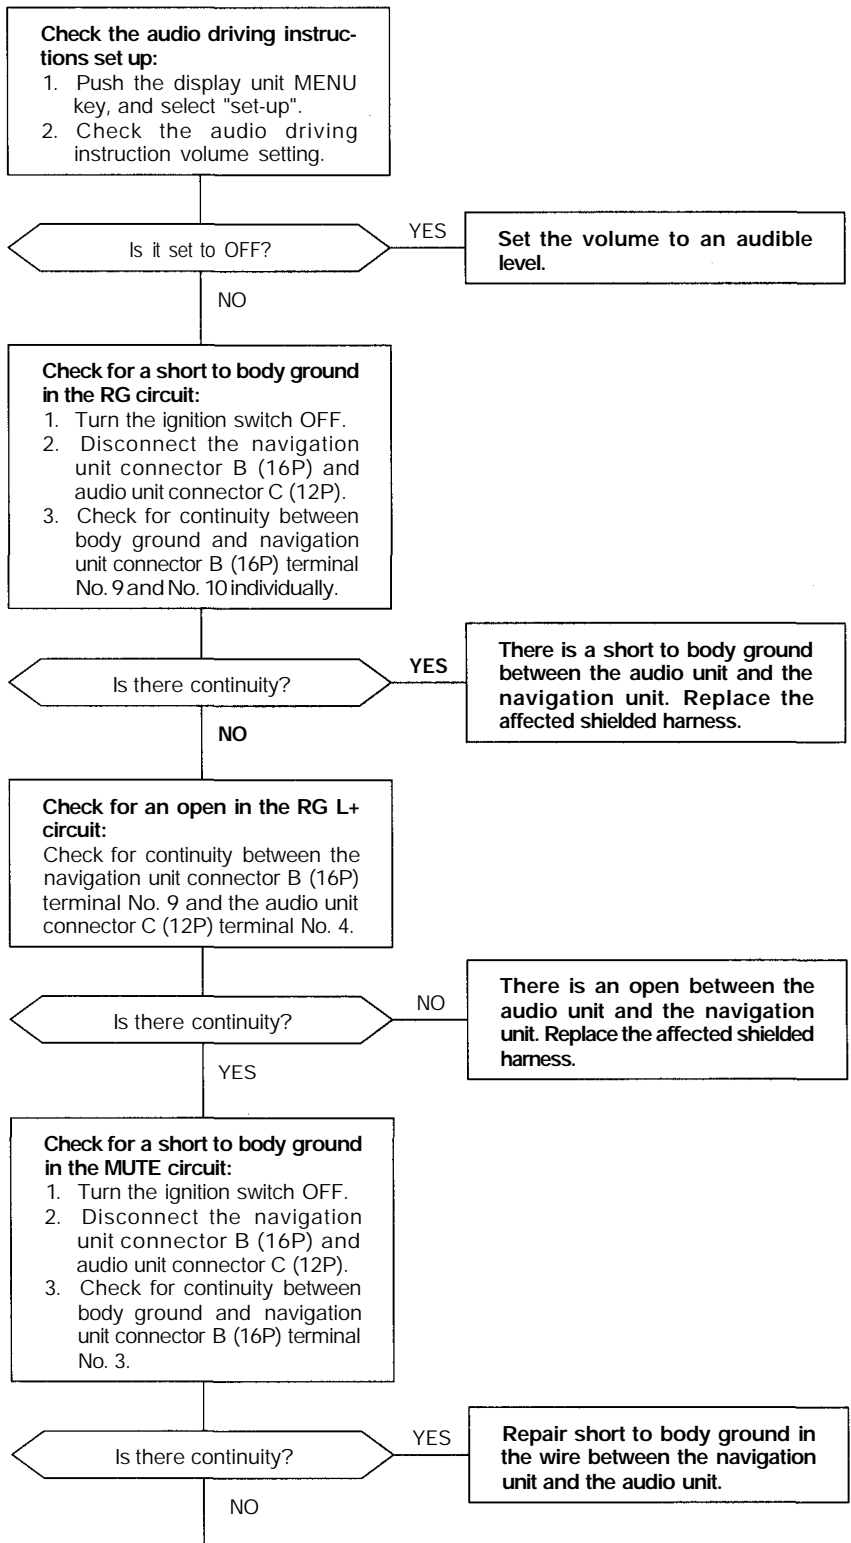 Check the audio driving instruc-
tions set up:
1. Push the display unit MENU
key, and select "set-up".
2. Check the audio driving
instruction volume setting.
Is it set to OFF?
YES
Set the volume to an audible
level.
NO
Check for a short to body ground
in the RG circuit:
1. Turn the ignition switch OFF.
2. Disconnect the navigation
unit connector B (16P) and
audio unit connector C (12P).
3. Check for continuity between
body ground and navigation
unit connector B (16P) terminal
No. 9 and No. 10 individually.
Is there continuity?
YES
There is a short to body ground
between the audio unit and the
navigation unit. Replace the
affected shielded harness.
NO
Check for an open in the RG L+
circuit:
Check for continuity between the
navigation unit connector B (16P)
terminal No. 9 and the audio unit
connector C (12P) terminal No. 4.
Is there continuity?
NO
There is an open between the
audio unit and the navigation
unit. Replace the affected shielded
harness.
YES
Check for a short to body ground
in the MUTE circuit:
1. Turn the ignition switch OFF.
2. Disconnect the navigation
unit connector B (16P) and
audio unit connector C (12P).
3. Check for continuity between
body ground and navigation
unit connector B (16P) terminal
No. 3.
Is there continuity?
YES
Repair short to body ground in
the wire between the navigation
unit and the audio unit.
NO